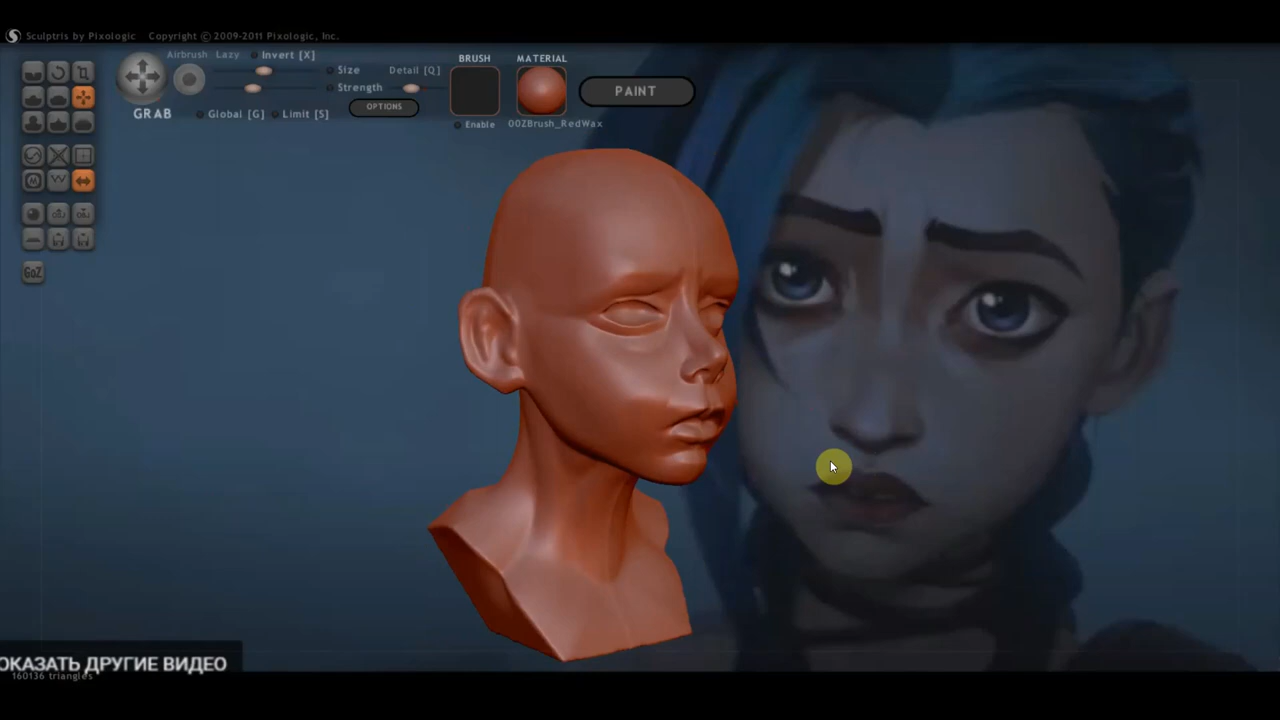 Sculptris by Pixologic Copyright © 2009-2011 Pixologic, Inc.
Airbrush Lazy Invert [X]
Size Detail [Q]
Strength
OPTIONS
GRAB Global [G] Limit [S]
BRUSH MATERIAL
PAINT
Enable 00ZBrush_RedWax
GoZ
ОКАЗАТЬ ДРУГИЕ ВИДЕО
160136 triangles